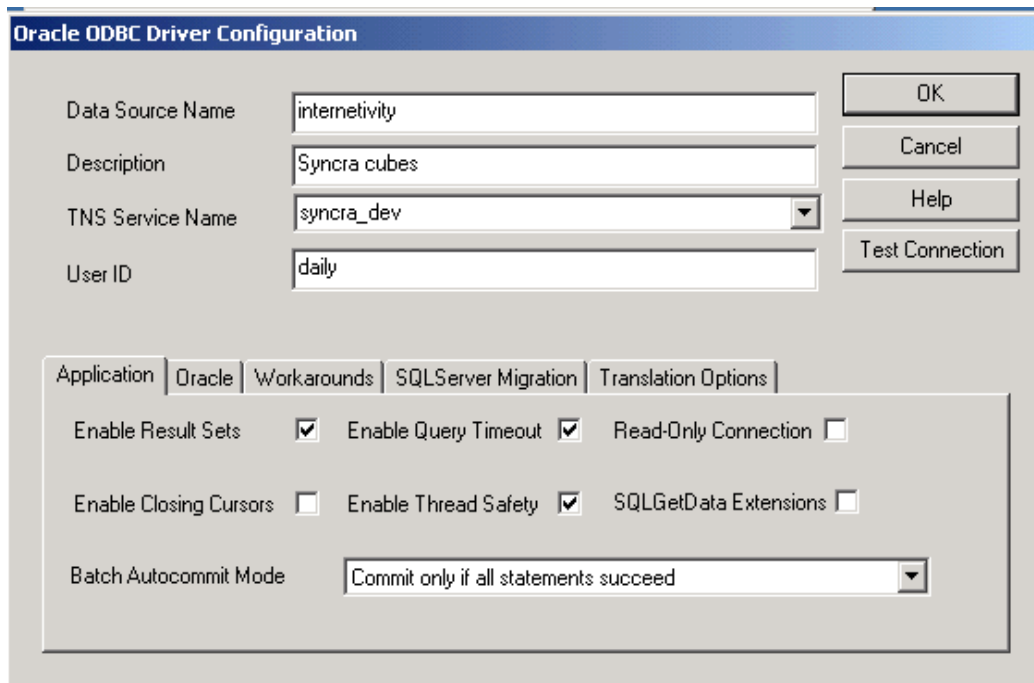 Oracle ODBC Driver Configuration
Data Source Name internetivity OK
Description Syncra cubes Cancel
TNS Service Name syncra_dev Help
User ID daily Test Connection
Application Oracle Workarounds SQLServer Migration Translation Options
Enable Result Sets Enable Query Timeout Read-Only Connection
Enable Closing Cursors Enable Thread Safety SQLGetData Extensions
Batch Autocommit Mode Commit only if all statements succeed